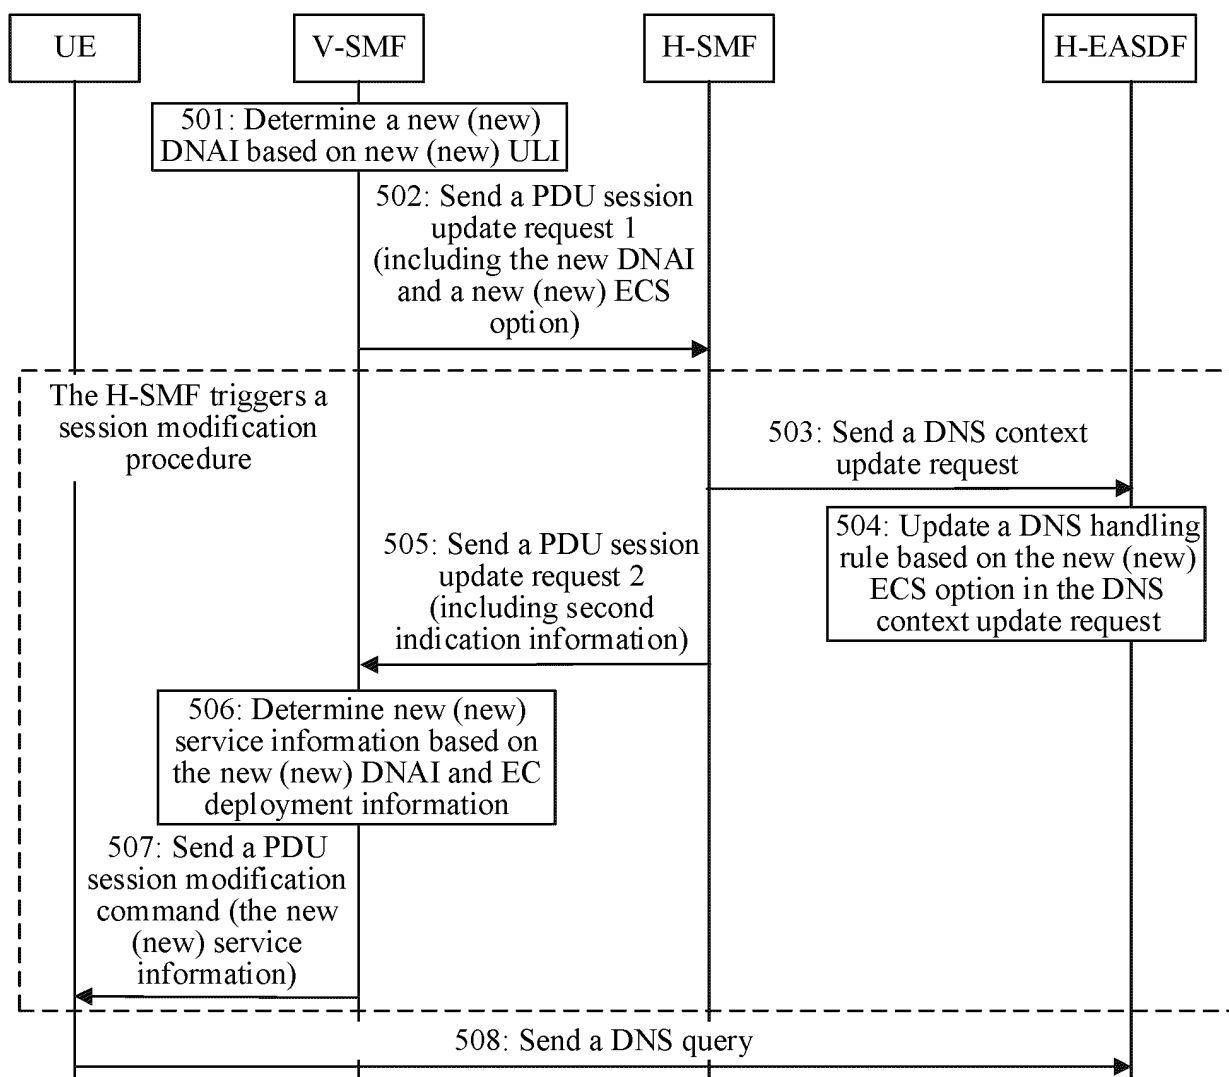 UE
V-SMF
H-SMF
H-EASDF
501: Determine a new (new)
DNAI based on new (new) ULI
502: Send a PDU session
update request 1
(including the new DNAI
and a new (new) ECS
option)
The H-SMF triggers a
session modification
procedure
503: Send a DNS context
update request
504: Update a DNS handling
rule based on the new (new)
ECS option in the DNS
context update request
505: Send a PDU session
update request 2
(including second
indication information)
506: Determine new (new)
service information based on
the new (new) DNAI and EC
deployment information
507: Send a PDU
session modification
command (the new
(new) service
information)
508: Send a DNS query